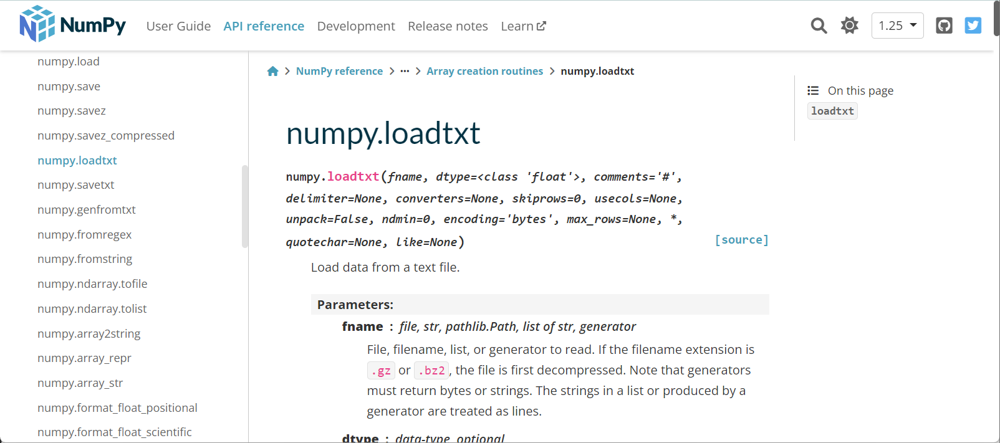 NumPy
User Guide
API reference
Development
Release notes
Learn
1.25
numpy.load
numpy.save
numpy.savez
numpy.savez_compressed
numpy.loadtxt
numpy.savetxt
numpy.genfromtxt
numpy.fromregex
numpy.fromstring
numpy.ndarray.tofile
numpy.ndarray.tolist
numpy.array2string
numpy.array_repr
numpy.array_str
numpy.format_float_positional
numpy.format_float_scientific
NumPy reference > ··· > Array creation routines > numpy.loadtxt
numpy.loadtxt
numpy.loadtxt(fname, dtype=<class 'float'>, comments='#',
delimiter=None, converters=None, skiprows=0, usecols=None,
unpack=False, ndmin=0, encoding='bytes', max_rows=None, *,
quotechar=None, like=None)
[source]
Load data from a text file.
Parameters:
fname : file, str, pathlib.Path, list of str, generator
File, filename, list, or generator to read. If the filename extension is
.gz or .bz2, the file is first decompressed. Note that generators
must return bytes or strings. The strings in a list or produced by a
generator are treated as lines.
dtype : data-type, optional
On this page
loadtxt